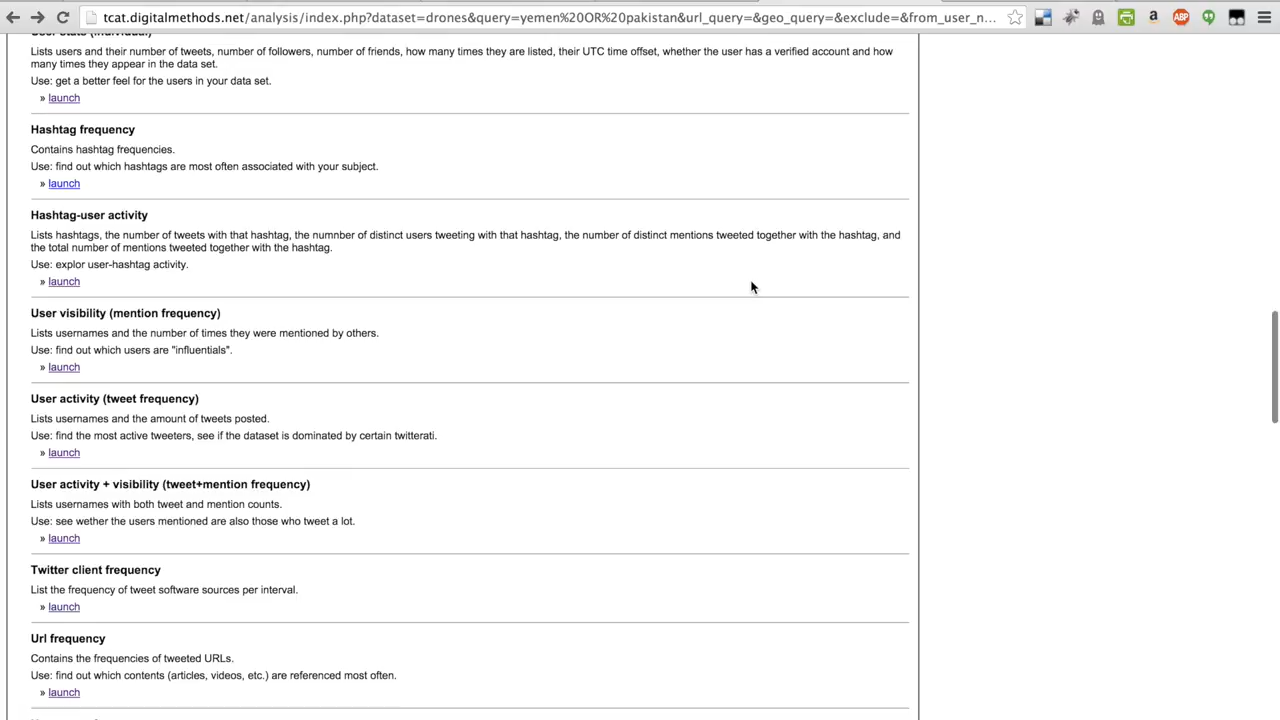 tcat.digitalmethods.net/analysis/index.php?dataset=drones&query=yemen%20OR%20pakistan&url_query=&geo_query=&exclude=&from_user_n...
User stats (individual)
Lists users and their number of tweets, number of followers, number of friends, how many times they are listed, their UTC time offset, whether the user has a verified account and how
many times they appear in the data set.
Use: get a better feel for the users in your data set.
» launch
Hashtag frequency
Contains hashtag frequencies.
Use: find out which hashtags are most often associated with your subject.
» launch
Hashtag-user activity
Lists hashtags, the number of tweets with that hashtag, the numnber of distinct users tweeting with that hashtag, the number of distinct mentions tweeted together with the hashtag, and
the total number of mentions tweeted together with the hashtag.
Use: explor user-hashtag activity.
» launch
User visibility (mention frequency)
Lists usernames and the number of times they were mentioned by others.
Use: find out which users are "influentials".
» launch
User activity (tweet frequency)
Lists usernames and the amount of tweets posted.
Use: find the most active tweeters, see if the dataset is dominated by certain twitterati.
» launch
User activity + visibility (tweet+mention frequency)
Lists usernames with both tweet and mention counts.
Use: see wether the users mentioned are also those who tweet a lot.
» launch
Twitter client frequency
List the frequency of tweet software sources per interval.
» launch
Url frequency
Contains the frequencies of tweeted URLs.
Use: find out which contents (articles, videos, etc.) are referenced most often.
» launch